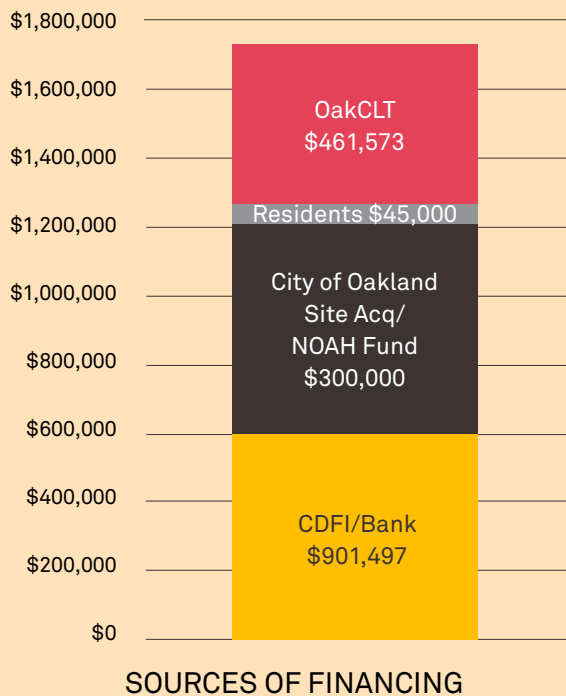 $1,800,000
$1,600,000
$1,400,000
$1,200,000
$1,000,000
$800,000
$600,000
$400,000
$200,000
$0
OakCLT
$461,573
Residents $45,000
City of Oakland
Site Acq/
NOAH Fund
$300,000
CDFI/Bank
$901,497
SOURCES OF FINANCING